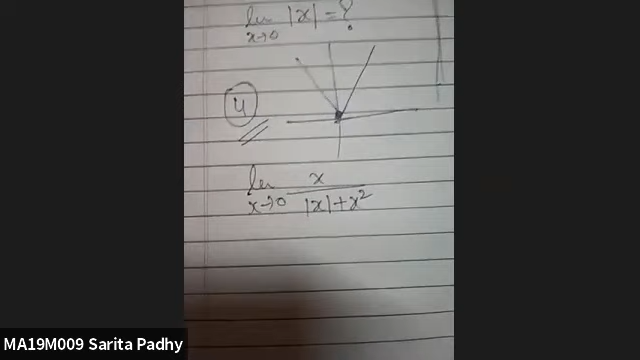 lim x→0 |x| = ?
4
lim x→0 x / |x| + x²
MA19M009 Sarita Padhy